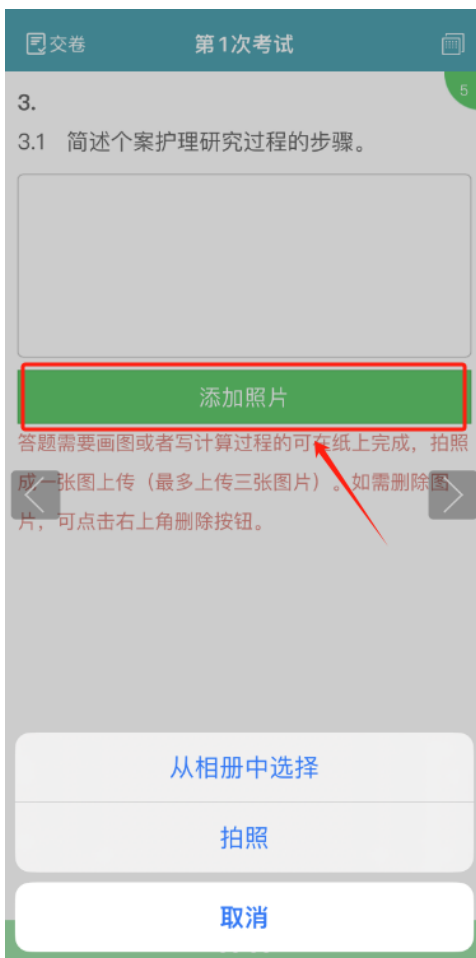 交卷 第1次考试
5
3.
3.1 简述个案护理研究过程的步骤。
添加照片
答题需要画图或者写计算过程的可在纸上完成，拍照
成一张图上传（最多上传三张图片）。如需删除图
片，可点击右上角删除按钮。
从相册中选择
拍照
取消